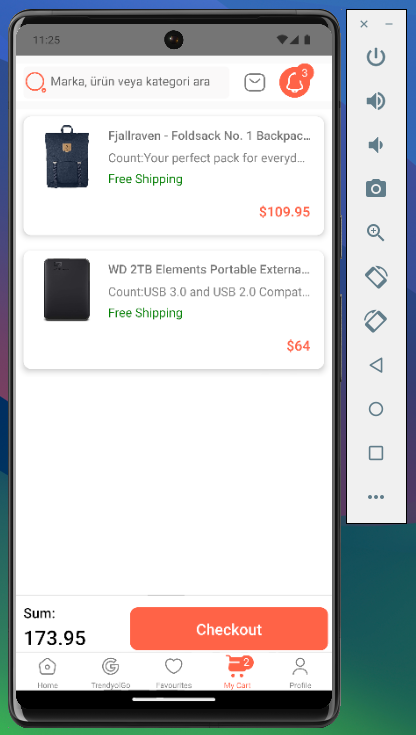 11:25
Marka, ürün veya kategori ara
3
Fjallraven - Foldsack No. 1 Backpac...
Count:Your perfect pack for everyd...
Free Shipping
$109.95
WD 2TB Elements Portable Externa...
Count:USB 3.0 and USB 2.0 Compat...
Free Shipping
$64
Sum:
173.95
Checkout
2
Home
TrendyolGo
Favourites
My Cart
Profile